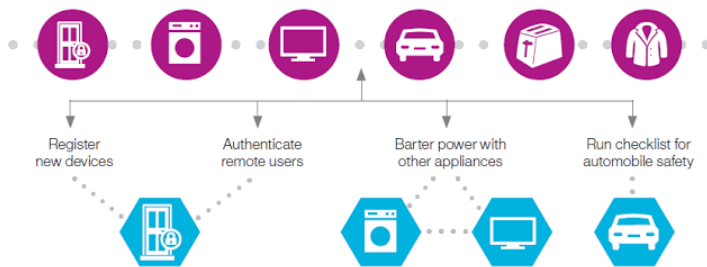 Register
new devices
Authenticate
remote users
Barter power with
other appliances
Run checklist for
automobile safety